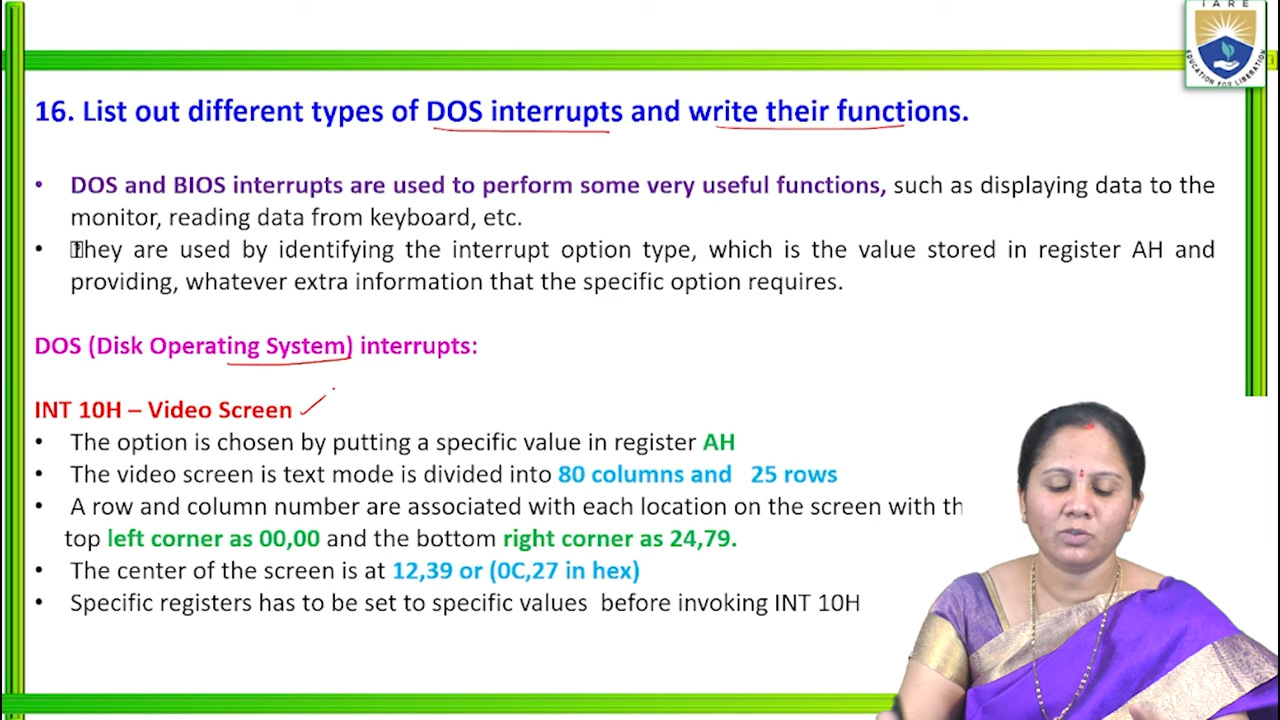 IARE
EDUCATION FOR LIBERATION
16. List out different types of DOS interrupts and write their functions.
• DOS and BIOS interrupts are used to perform some very useful functions, such as displaying data to the
monitor, reading data from keyboard, etc.
• They are used by identifying the interrupt option type, which is the value stored in register AH and
providing, whatever extra information that the specific option requires.
DOS (Disk Operating System) interrupts:
INT 10H – Video Screen
• The option is chosen by putting a specific value in register AH
• The video screen is text mode is divided into 80 columns and 25 rows
• A row and column number are associated with each location on the screen with th
top left corner as 00,00 and the bottom right corner as 24,79.
• The center of the screen is at 12,39 or (0C,27 in hex)
• Specific registers has to be set to specific values before invoking INT 10H